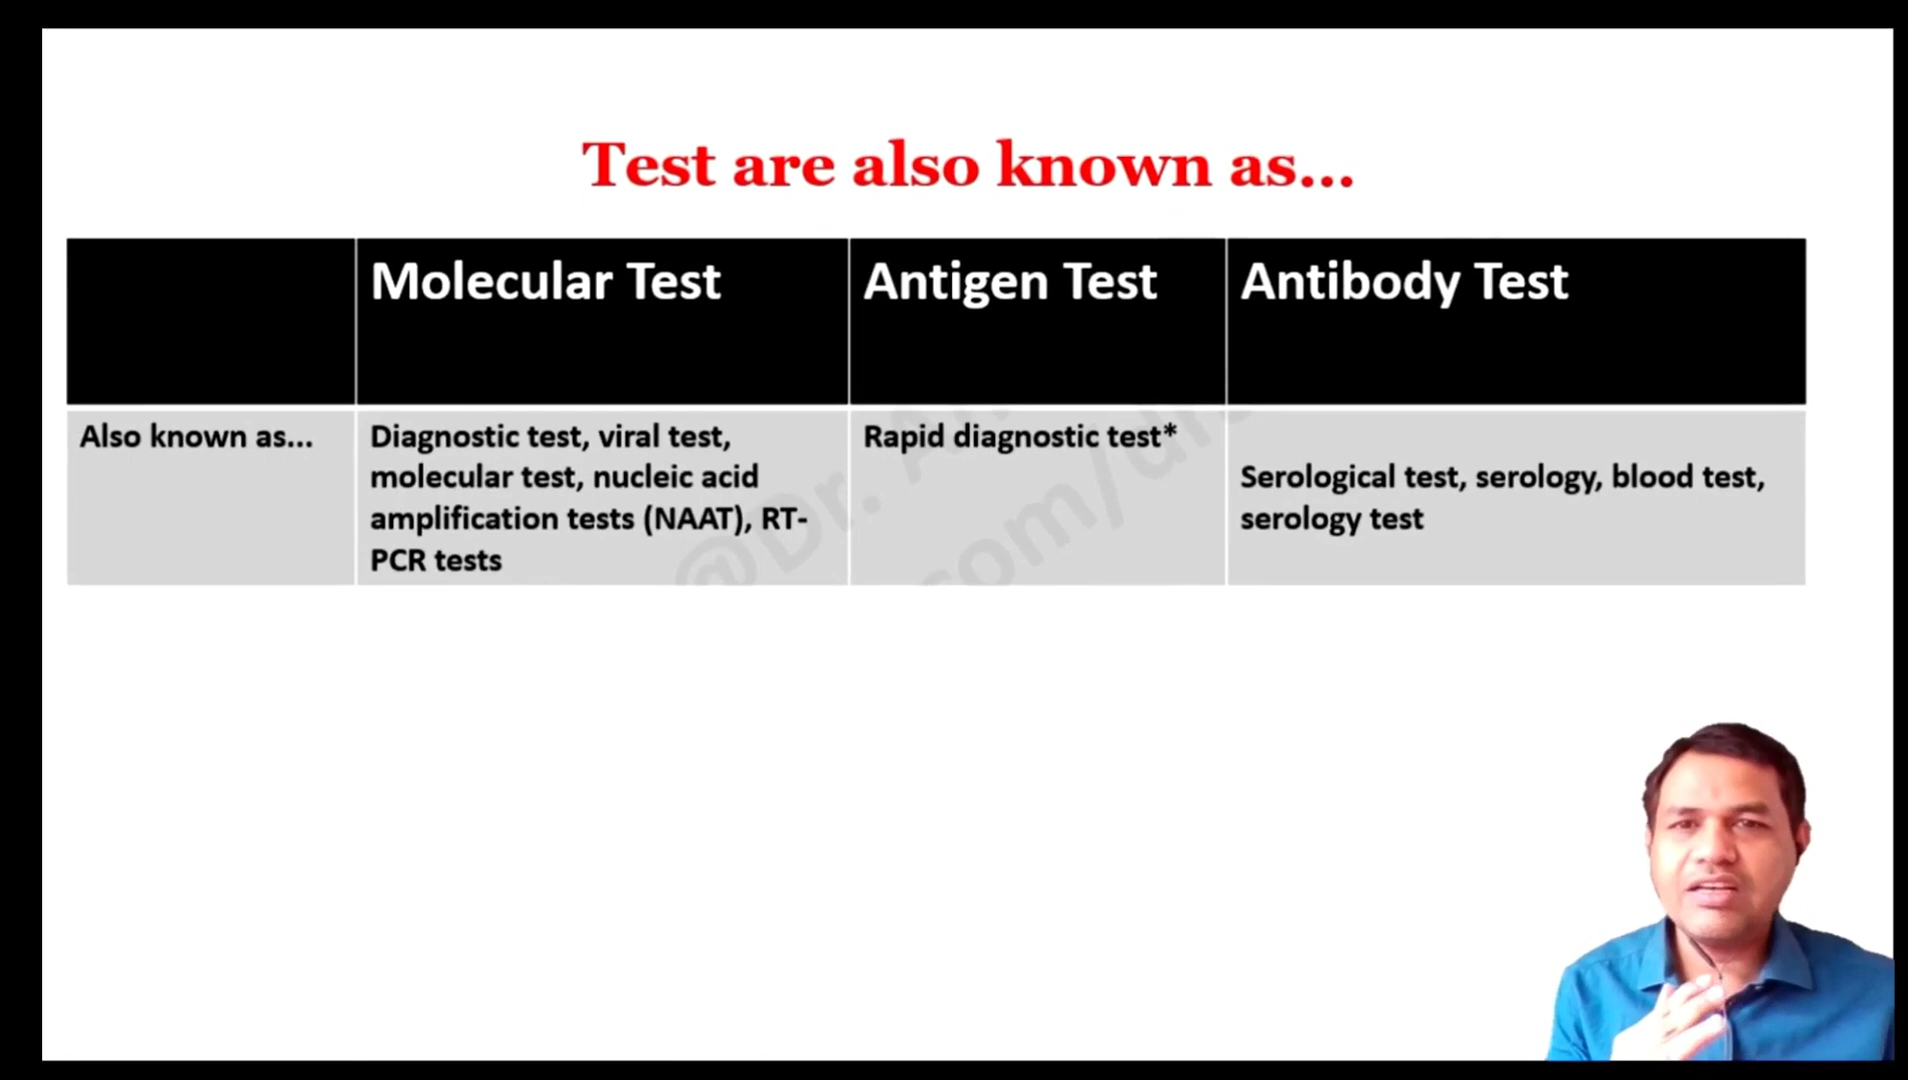 Test are also known as...
Molecular Test
Antigen Test
Antibody Test
Also known as...
Diagnostic test, viral test,
molecular test, nucleic acid
amplification tests (NAAT), RT-
PCR tests
Rapid diagnostic test*
Serological test, serology, blood test,
serology test
@Dr.
com/